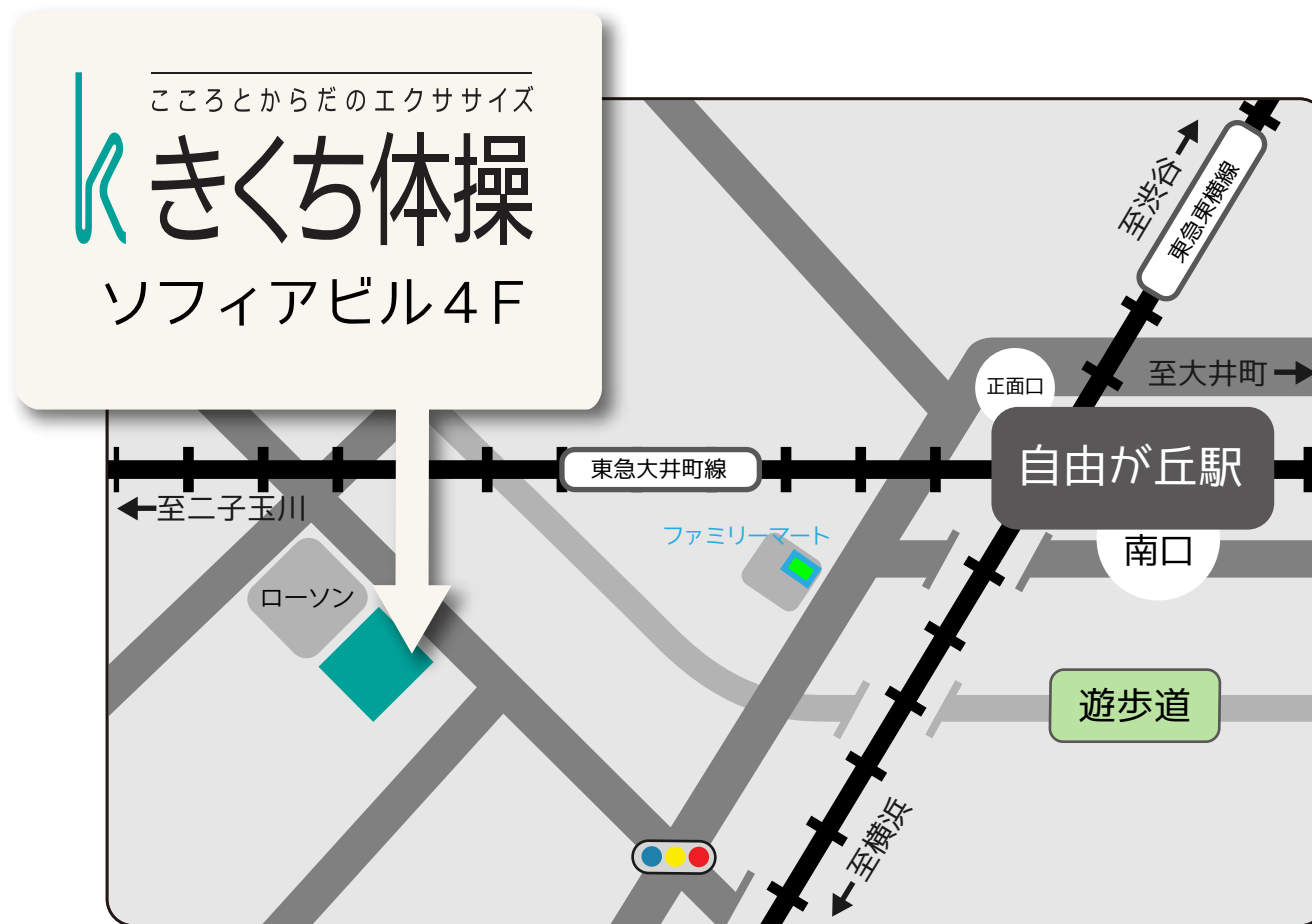 こころとからだのエクササイズ
きくち体操
ソフィアビル4F
至渋谷
東急東横線
正面口
至大井町
自由が丘駅
東急大井町線
至二子玉川
ファミリーマート
南口
ローソン
遊歩道
至横浜